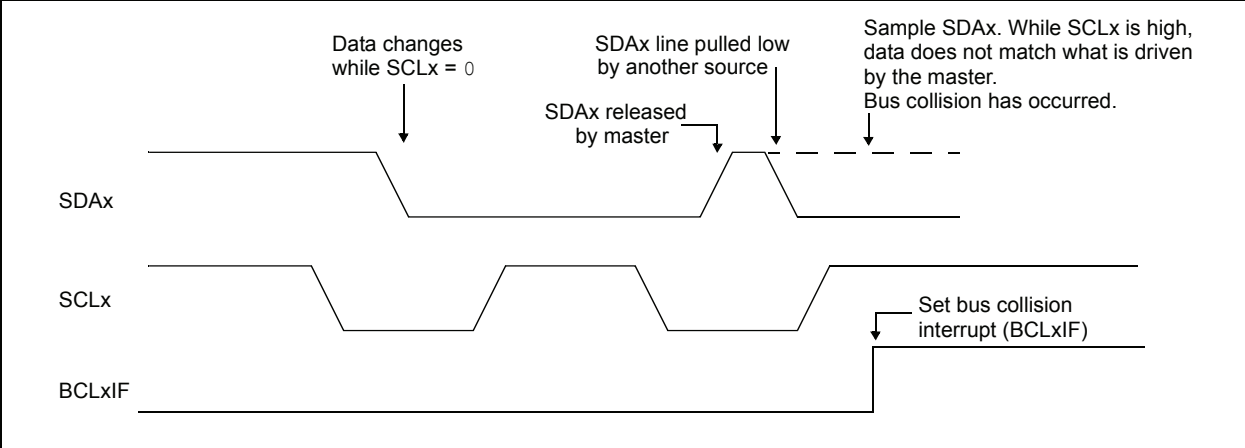 Data changes
while SCLx = 0
SDAx line pulled low
by another source
Sample SDAx. While SCLx is high,
data does not match what is driven
by the master.
Bus collision has occurred.
SDAx released
by master
SDAx
SCLx
Set bus collision
interrupt (BCLxIF)
BCLxIF